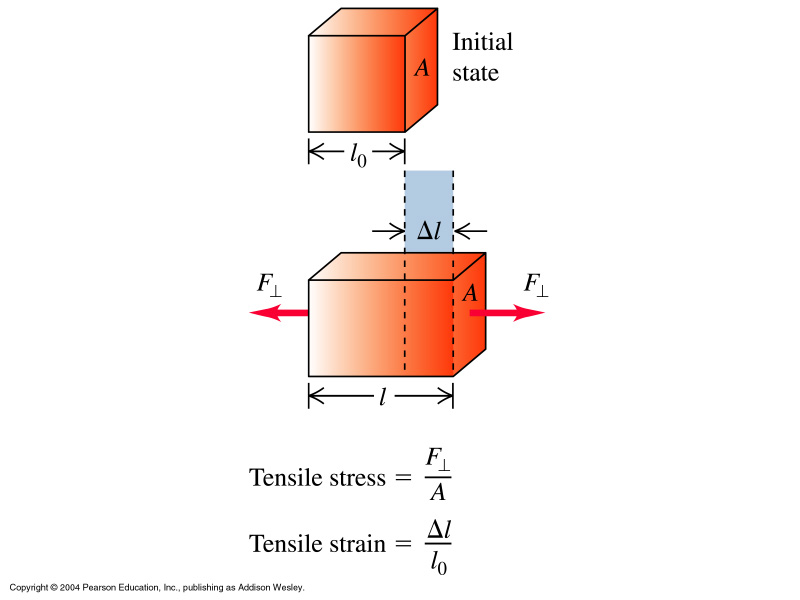 A
Initial
state
l₀
Δl
F⊥
A
F⊥
l
Tensile stress = F⊥/A
Tensile strain = Δl/l₀
Copyright © 2004 Pearson Education, Inc., publishing as Addison Wesley.